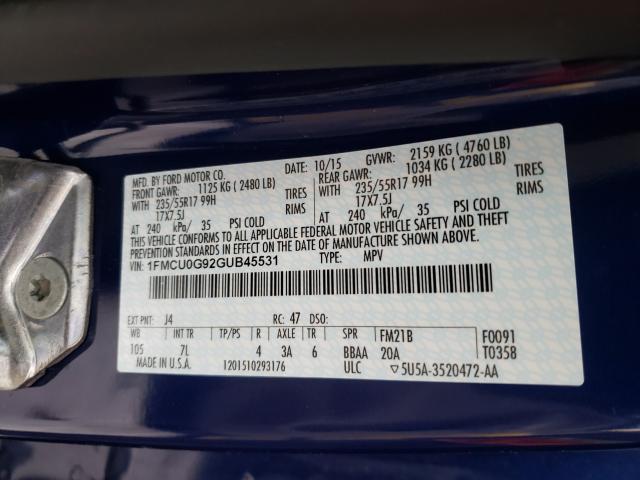 MFD. BY FORD MOTOR CO.
DATE: 10/15 GVWR: 2159 KG ( 4760 LB)
FRONT GAWR: 1125 KG ( 2480 LB) REAR GAWR: 1034 KG ( 2280 LB)
WITH 235/55R17 99H TIRES WITH 235/55R17 99H TIRES
17X7.5J RIMS 17X7.5J RIMS
AT 240 kPa/ 35 PSI COLD AT 240 kPa/ 35 PSI COLD
THIS VEHICLE CONFORMS TO ALL APPLICABLE FEDERAL MOTOR VEHICLE SAFETY AND THEFT
PREVENTION STANDARDS IN EFFECT ON THE DATE OF MANUFACTURE SHOWN ABOVE.
VIN: 1FMCU0G92GUB45531 TYPE: MPV
EXT PNT: J4 RC: 47 DSO:
WB INT TR TP/PS R AXLE TR SPR FM21B F0091
105 7L 4 3A 6 BBAA 20A T0358
MADE IN U.S.A. 1201510293176 ULC ▽5U5A-3520472-AA